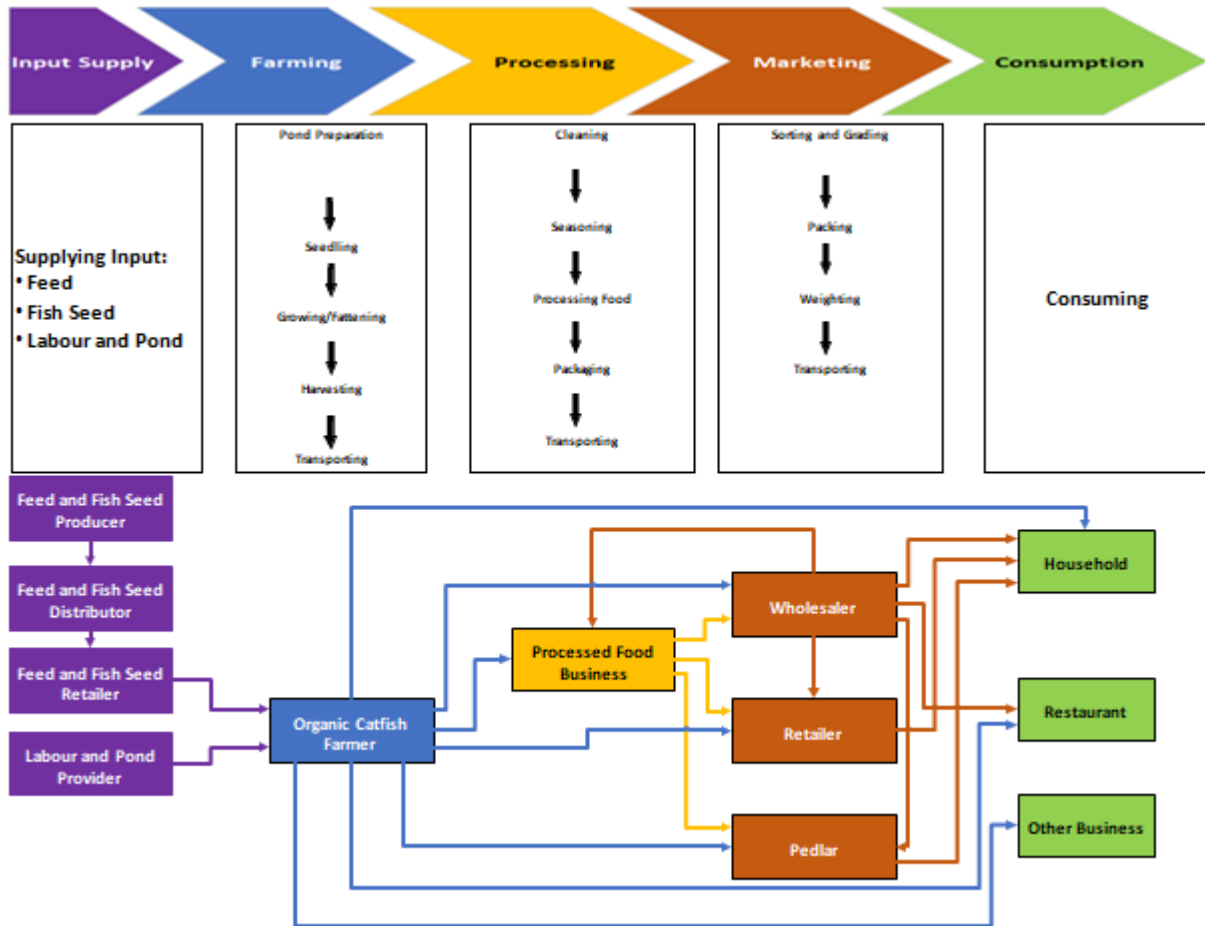 Input Supply
Farming
Processing
Marketing
Consumption
Supplying Input:
• Feed
• Fish Seed
• Labour and Pond
Pond Preparation
Seedling
Growing/Fattening
Harvesting
Transporting
Cleaning
Seasoning
Processing Food
Packaging
Transporting
Sorting and Grading
Packing
Weighting
Transporting
Consuming
Feed and Fish Seed
Producer
Feed and Fish Seed
Distributor
Feed and Fish Seed
Retailer
Labour and Pond
Provider
Organic Catfish
Farmer
Processed Food
Business
Wholesaler
Retailer
Pedlar
Household
Restaurant
Other Business